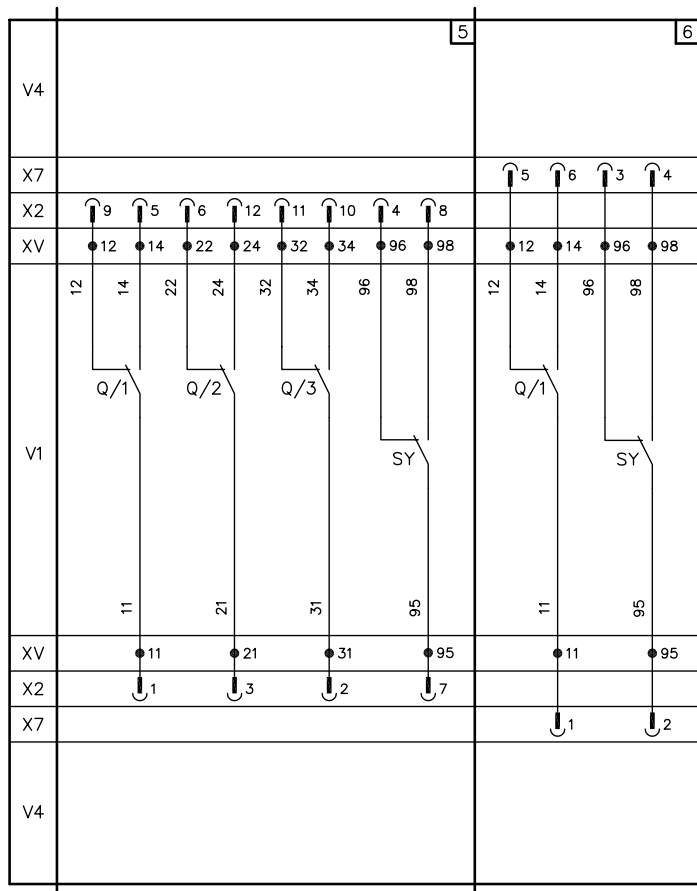 5
6
V4
X7
5 6 3 4
X2
9 5 6 12 11 10 4 8
XV
12 14 22 24 32 34 96 98
12 14 96 98
12 14 22 24 32 34 96 98
12 14 96 98
Q/1 Q/2 Q/3
Q/1
V1
SY
SY
11 21 31 95
11 95
XV
11 21 31 95
11 95
X2
1 3 2 7
X7
1 2
V4